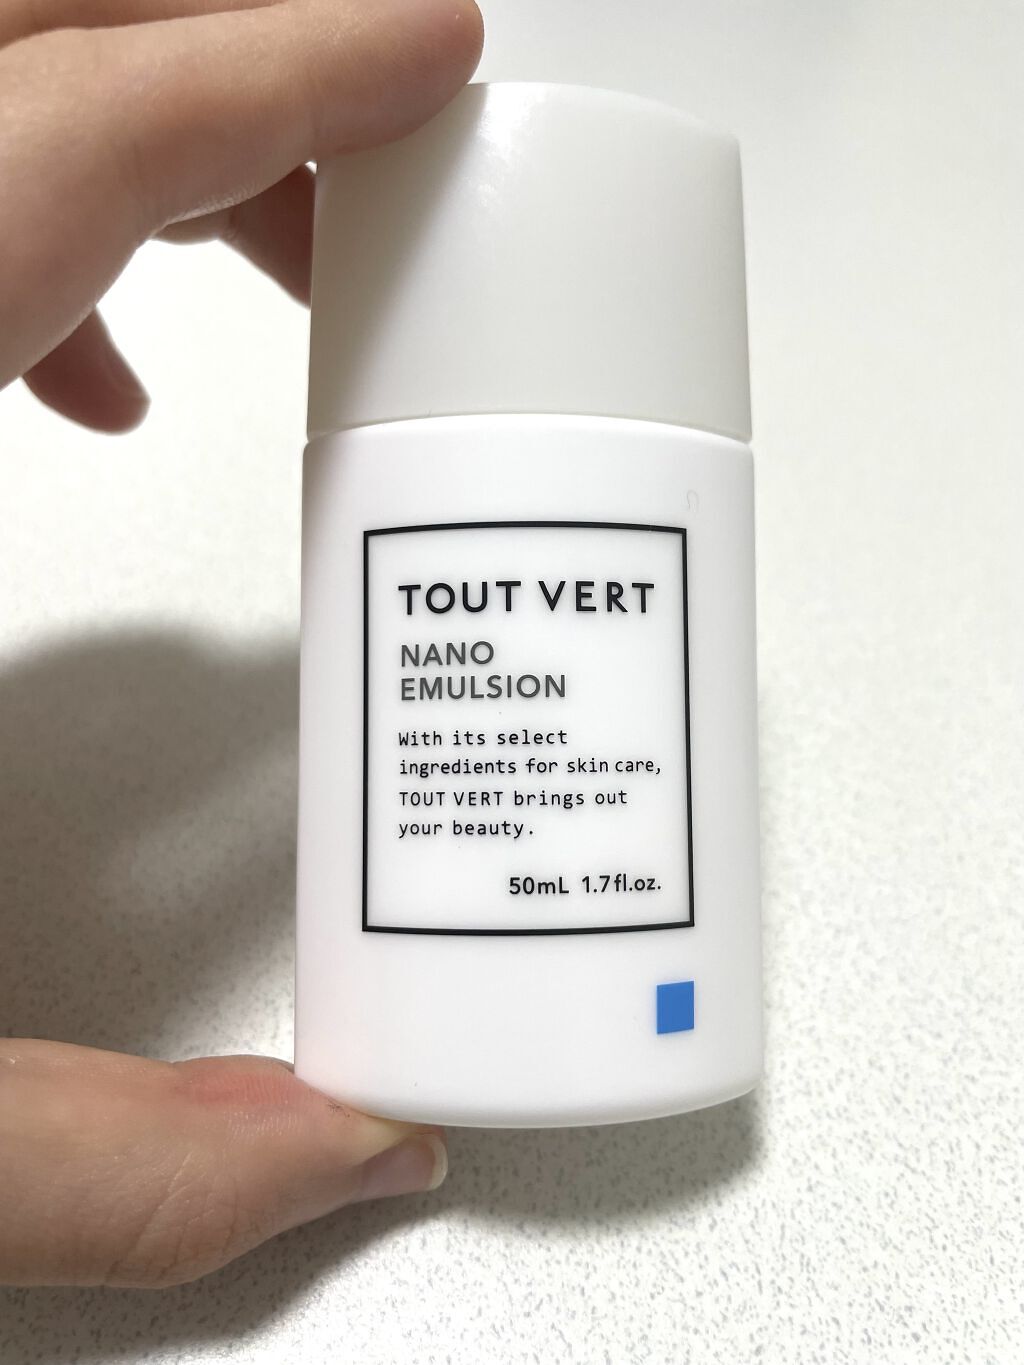 TOUT VERT
NANO
EMULSION
With its select
ingredients for skin care,
TOUT VERT brings out
your beauty.
50mL 1.7fl.oz.